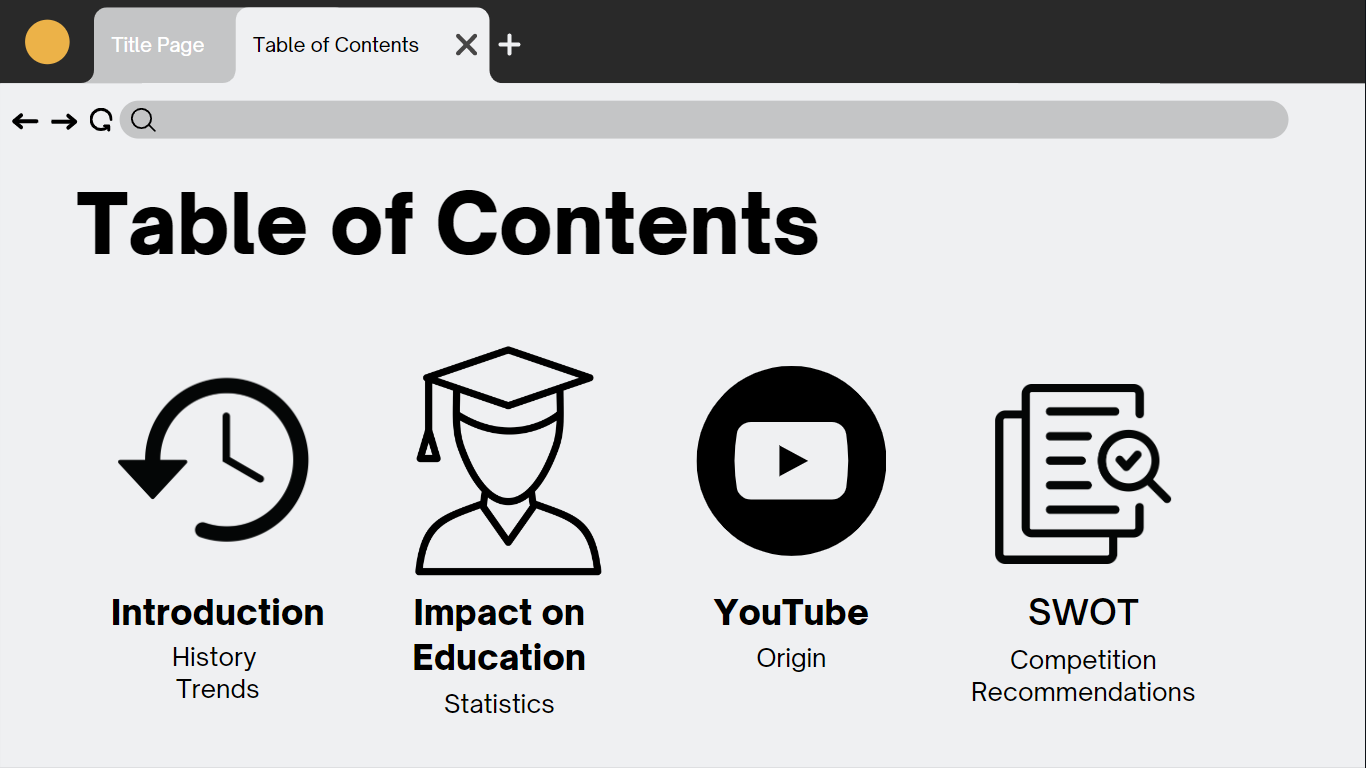 Title Page
Table of Contents
Table of Contents
Introduction
History
Trends
Impact on
Education
Statistics
YouTube
Origin
SWOT
Competition
Recommendations